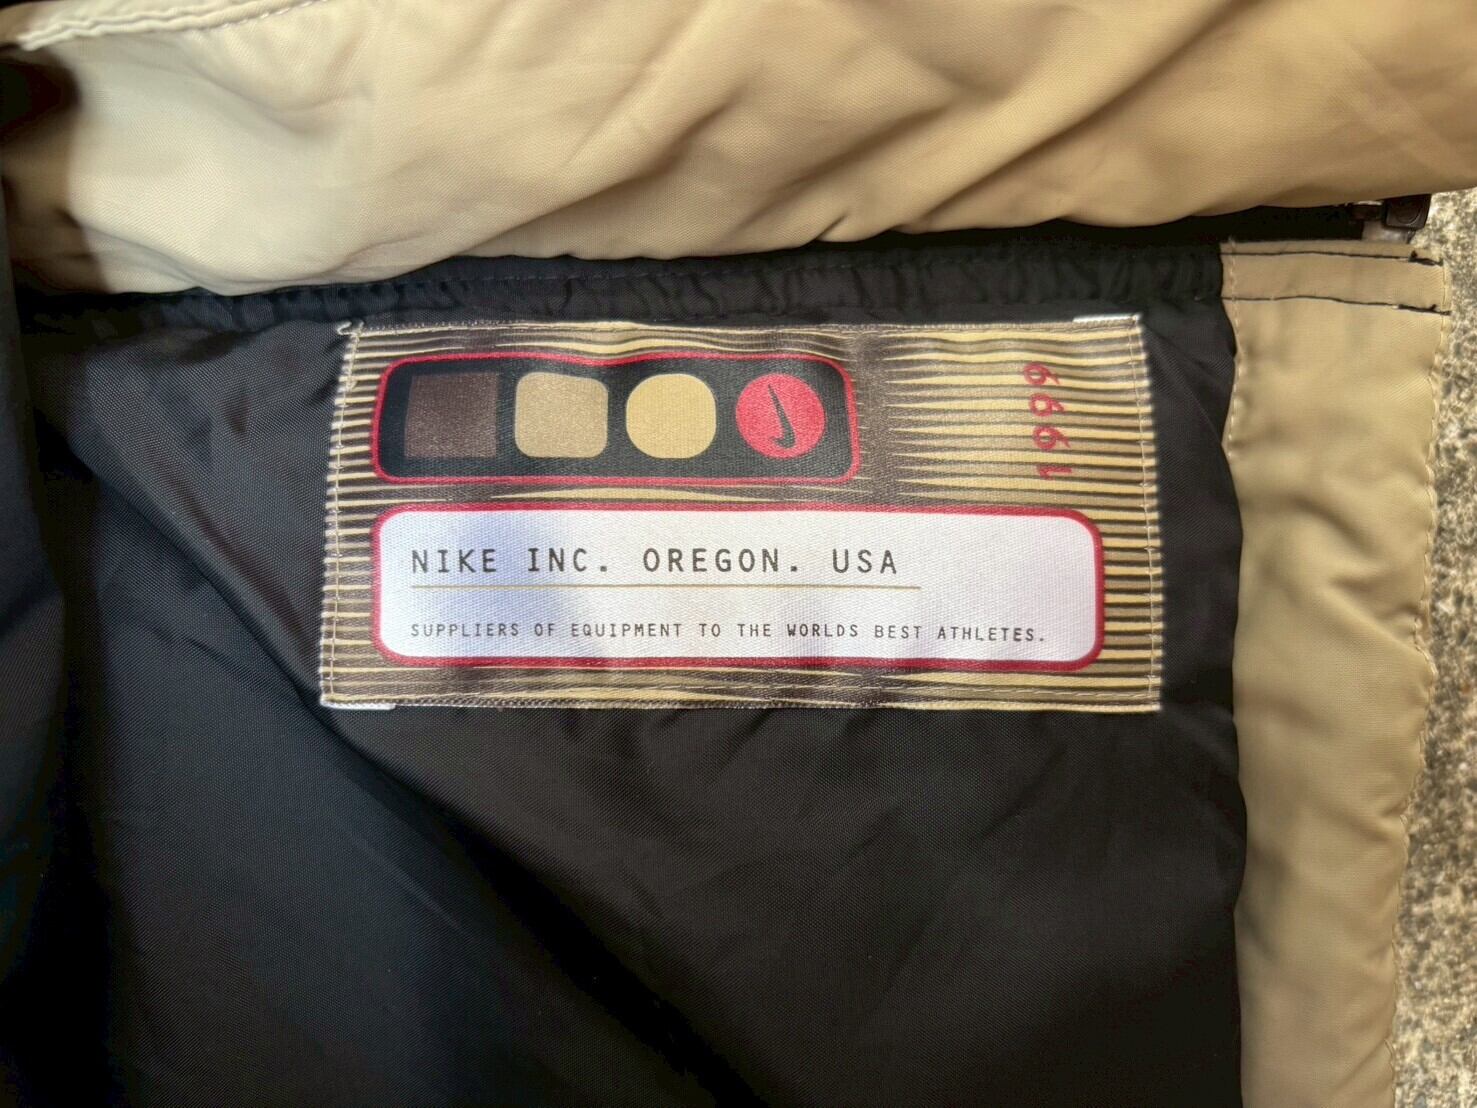 1999
NIKE INC. OREGON. USA
SUPPLIERS OF EQUIPMENT TO THE WORLDS BEST ATHLETES.